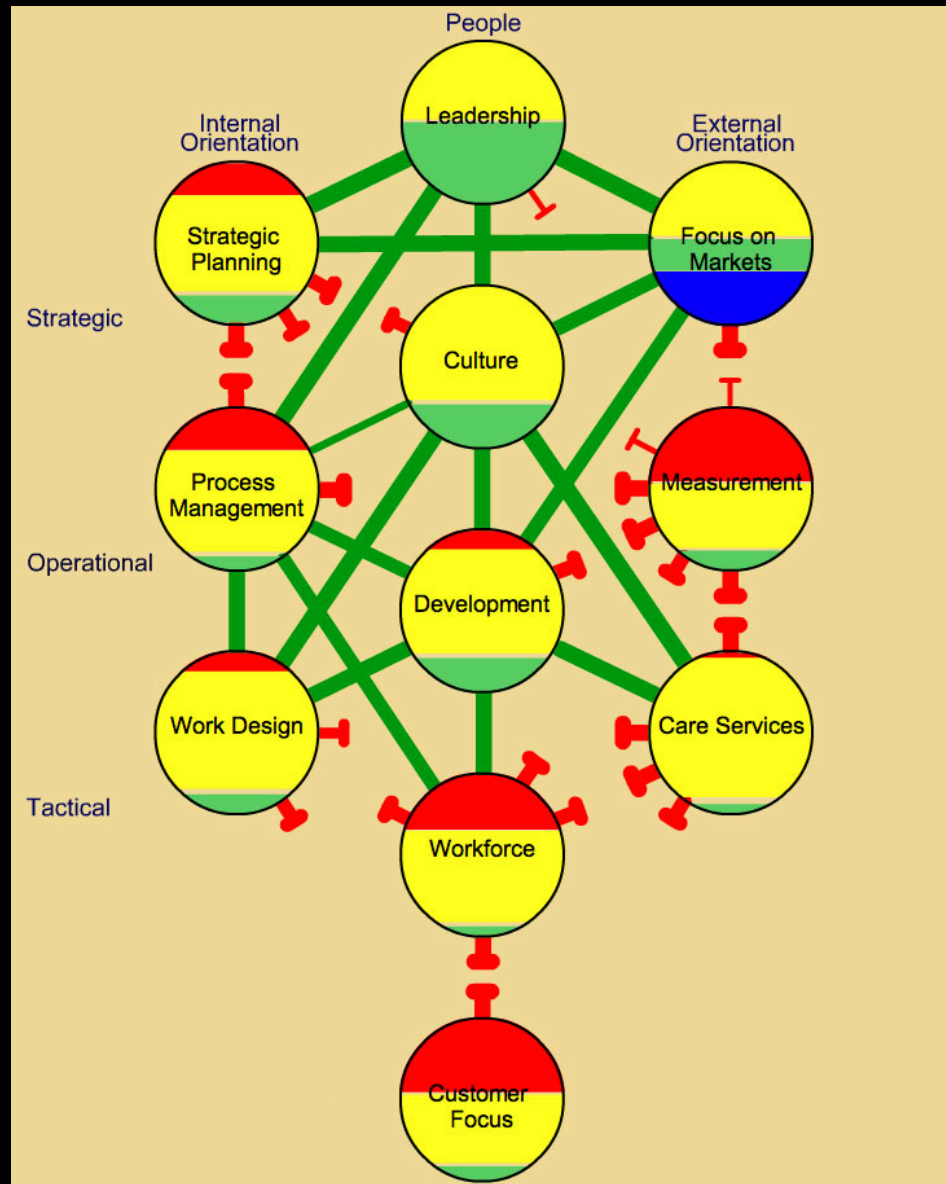 People
Leadership
Internal
Orientation
External
Orientation
Strategic
Planning
Focus on
Markets
Strategic
Culture
Process
Management
Measurement
Operational
Development
Work Design
Care Services
Tactical
Workforce
Customer
Focus